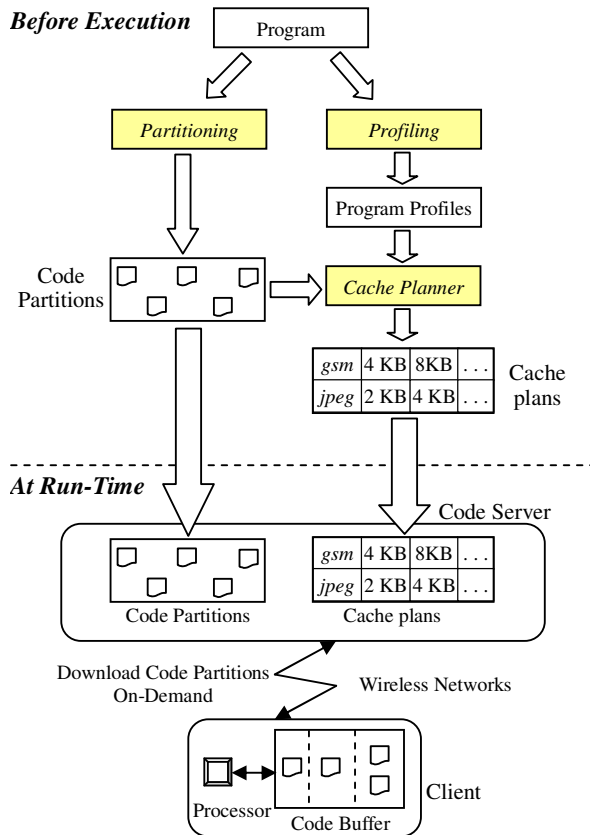 Before Execution
Program
Partitioning
Profiling
Program Profiles
Code
Partitions
Cache Planner
gsm 4 KB 8KB ...
jpeg 2 KB 4 KB ...
Cache
plans
At Run-Time
Code Server
gsm 4 KB 8KB ...
jpeg 2 KB 4 KB ...
Code Partitions
Cache plans
Download Code Partitions
On-Demand
Wireless Networks
Processor
Code Buffer
Client